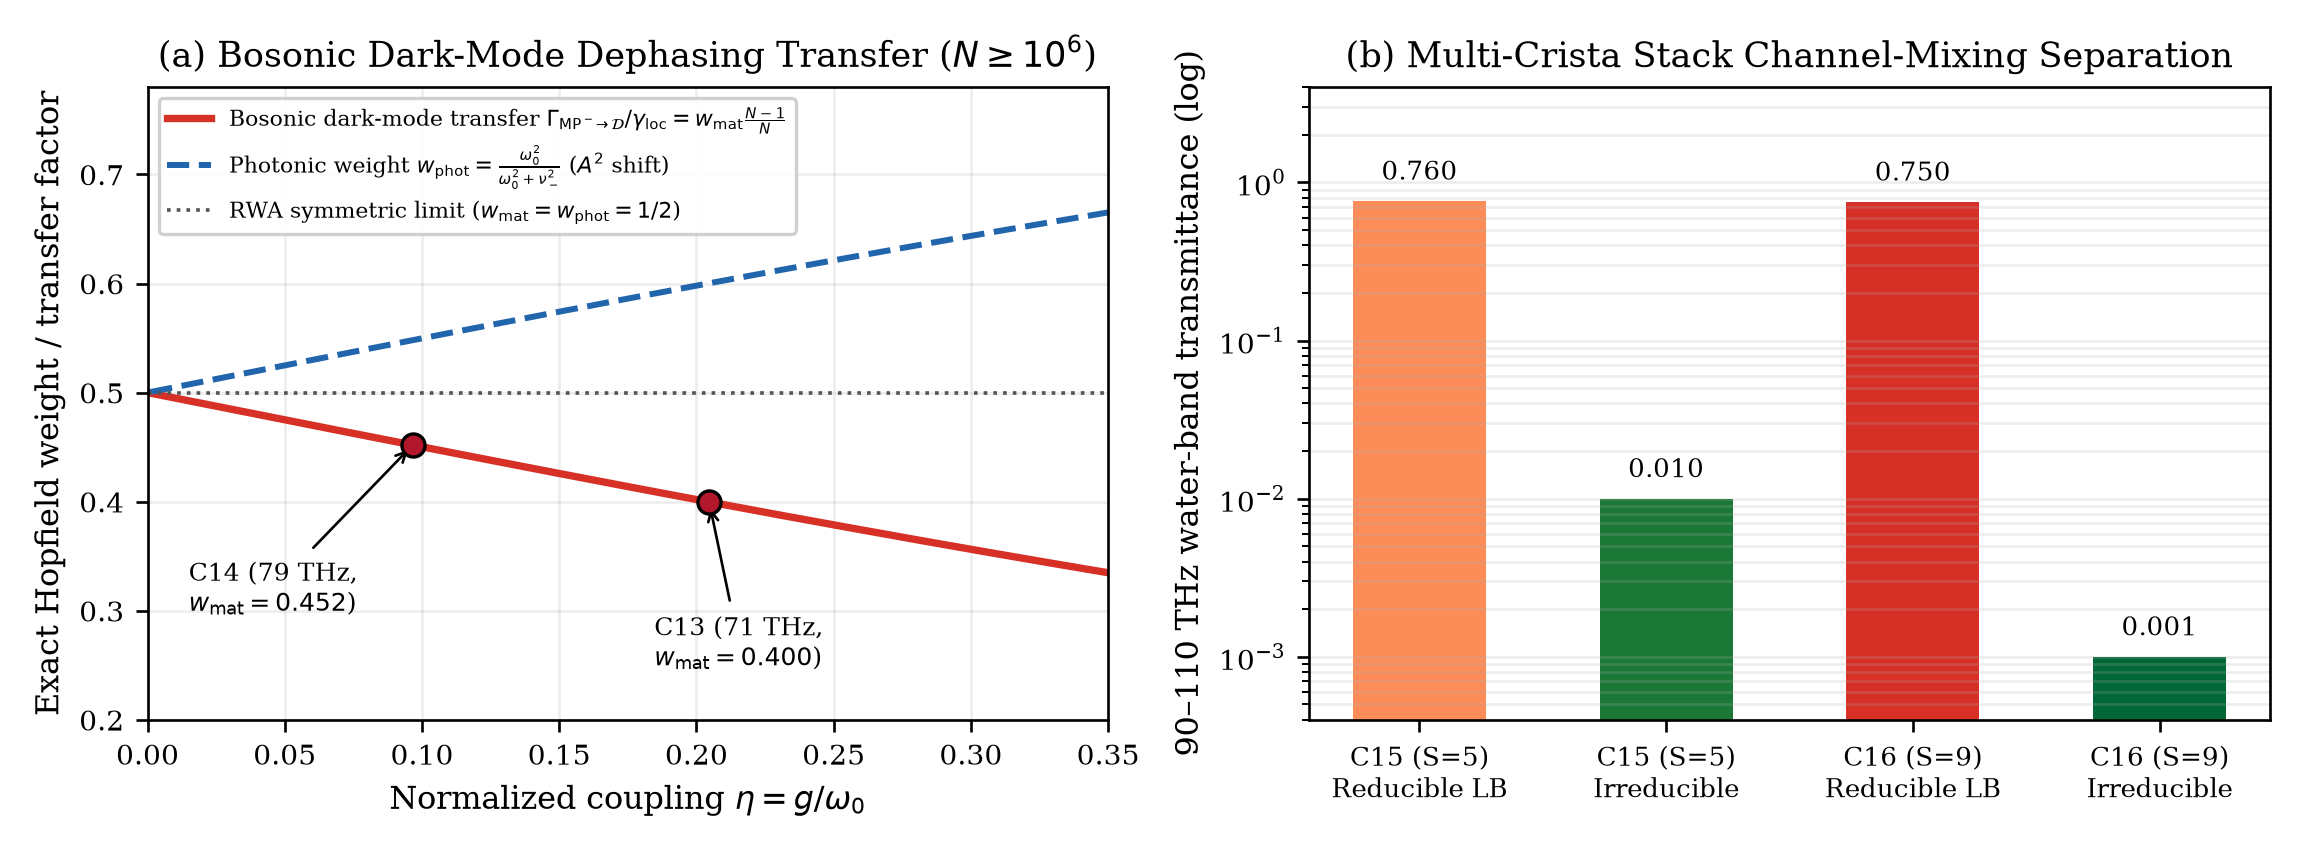 (a) Bosonic Dark-Mode Dephasing Transfer (N ≥ 10⁶)
Exact Hopfield weight / transfer factor
Bosonic dark-mode transfer Γ_{MP⁻→𝒟}/γ_loc = w_mat (N−1)/N
Photonic weight w_phot = ω₀²/(ω₀² + ν₋²) (A² shift)
RWA symmetric limit (w_mat = w_phot = 1/2)
0.7
0.6
0.5
0.4
0.3
0.2
C14 (79 THz,
w_mat = 0.452)
C13 (71 THz,
w_mat = 0.400)
0.00 0.05 0.10 0.15 0.20 0.25 0.30 0.35
Normalized coupling η = g/ω₀
(b) Multi-Crista Stack Channel-Mixing Separation
90–110 THz water-band transmittance (log)
10⁰
10⁻¹
10⁻²
10⁻³
0.760
0.010
0.750
0.001
C15 (S=5)
Reducible LB
C15 (S=5)
Irreducible
C16 (S=9)
Reducible LB
C16 (S=9)
Irreducible